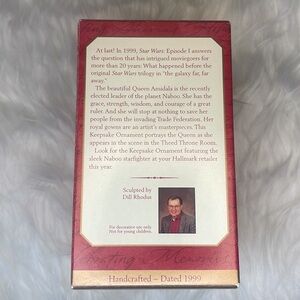 At last! In 1999, Star Wars: Episode I answers
the question that has intrigued moviegoers for
more than 20 years: What happened before the
original Star Wars trilogy in "the galaxy far, far
away."
The beautiful Queen Amidala is the recently
elected leader of the planet Naboo. She has the
grace, strength, wisdom, and courage of a great
ruler. And she will stop at nothing to save her
people from the invading Trade Federation. Her
royal gowns are an artist's masterpieces. This
Keepsake Ornament portrays the Queen as she
appears in the scene in the Theed Throne Room.
Look for the Keepsake Ornament featuring the
sleek Naboo starfighter at your Hallmark retailer
this year.
Sculpted by
Dill Rhodus
For decorative use only.
Not for young children.
Creating Memories
Handcrafted – Dated 1999